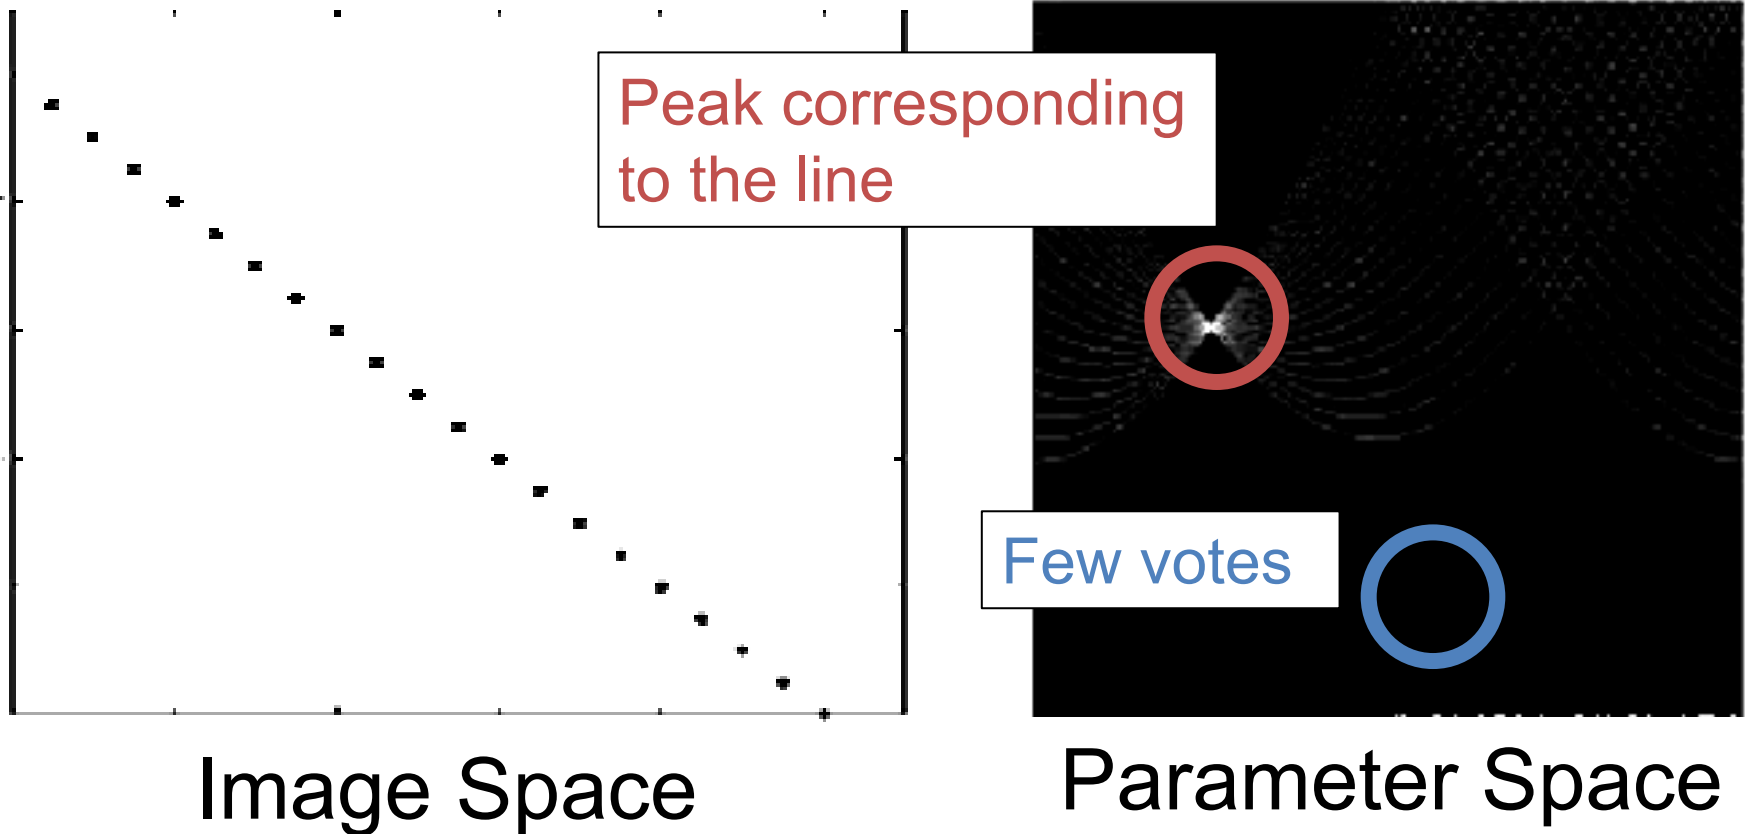 Peak corresponding
to the line
Few votes
Image Space
Parameter Space